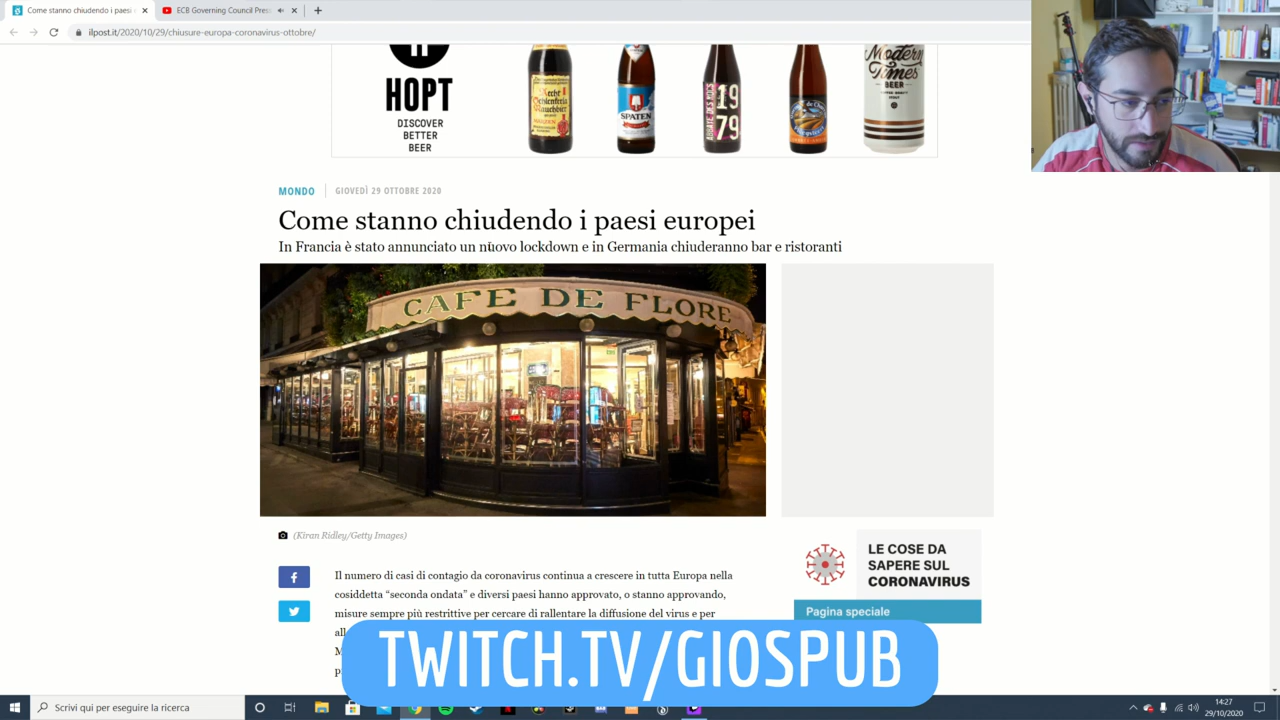 Come stanno chiudendo i paesi
ECB Governing Council Pres
ilpost.it/2020/10/29/chiusure-europa-coronavirus-ottobre/
HOPT
DISCOVER
BETTER
BEER
SPATEN
ABBAYE DES ROCS
19
79
Modern
Times
BEER
MONDO
GIOVEDÌ 29 OTTOBRE 2020
Come stanno chiudendo i paesi europei
In Francia è stato annunciato un nuovo lockdown e in Germania chiuderanno bar e ristoranti
CAFE DE FLORE
(Kiran Ridley/Getty Images)
LE COSE DA
SAPERE SUL
CORONAVIRUS
Pagina speciale
Il numero di casi di contagio da coronavirus continua a crescere in tutta Europa nella
cosiddetta “seconda ondata” e diversi paesi hanno approvato, o stanno approvando,
misure sempre più restrittive per cercare di rallentare la diffusione del virus e per
TWITCH.TV/GIOSPUB
Scrivi qui per eseguire la ricerca
14:27
29/10/2020